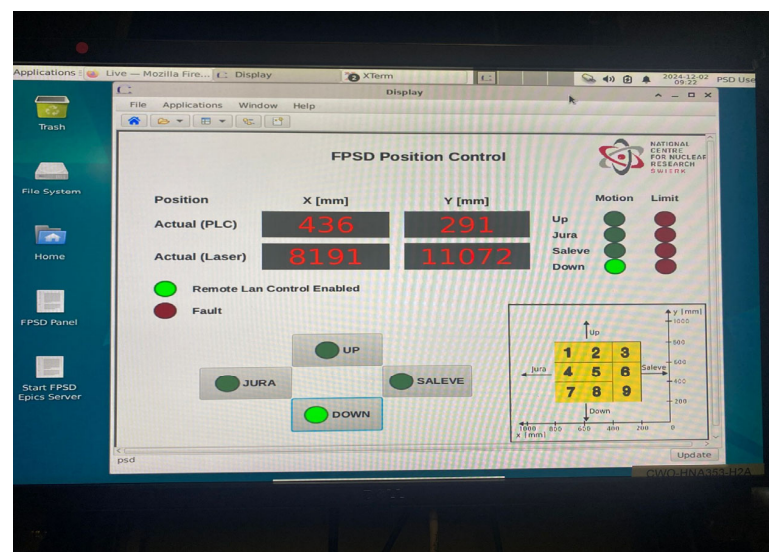 Applications Live — Mozilla Fire... Display XTerm 2024-12-02 09:22 PSD Use
Display
File Applications Window Help
Trash
File System
Home
FPSD Panel
Start FPSD
Epics Server
FPSD Position Control
NATIONAL
CENTRE
FOR NUCLEAR
RESEARCH
ŚWIERK
Position X [mm] Y [mm] Motion Limit
Actual (PLC) 436 291
Actual (Laser) 8191 11072
Up
Jura
Saleve
Down
Remote Lan Control Enabled
Fault
UP
JURA SALEVE
DOWN
y [mm]
1000
Up
800
1 2 3
600
Jura 4 5 6 Saleve
400
7 8 9
200
Down
1000 800 600 400 200 0
x [mm]
psd Update
CWO-HNA353-H2A